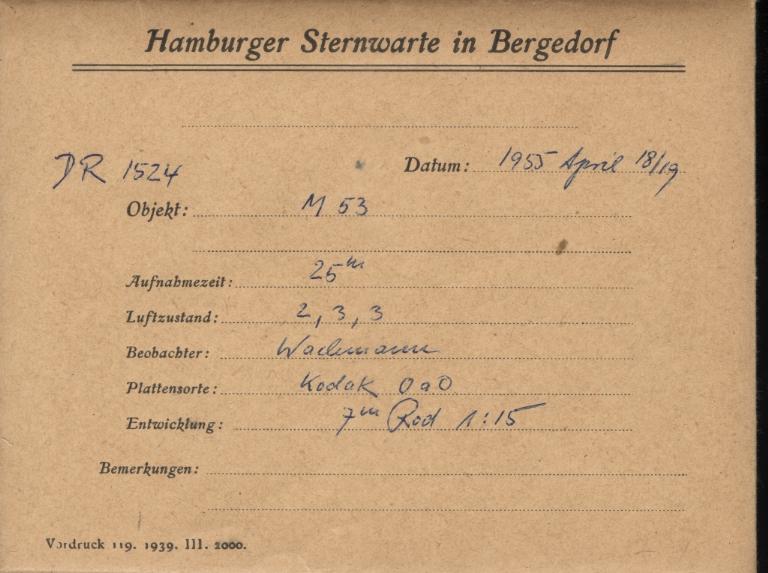 Hamburger Sternwarte in Bergedorf
DR 1524
Datum: 1955 April 18/19
Objekt: M 53
Aufnahmezeit: 25m
Luftzustand: 2, 3, 3
Beobachter: Wachmann
Plattensorte: Kodak OaO
Entwicklung: 7m Rod 1:15
Bemerkungen:
Vordruck 119. 1939. III. 2000.